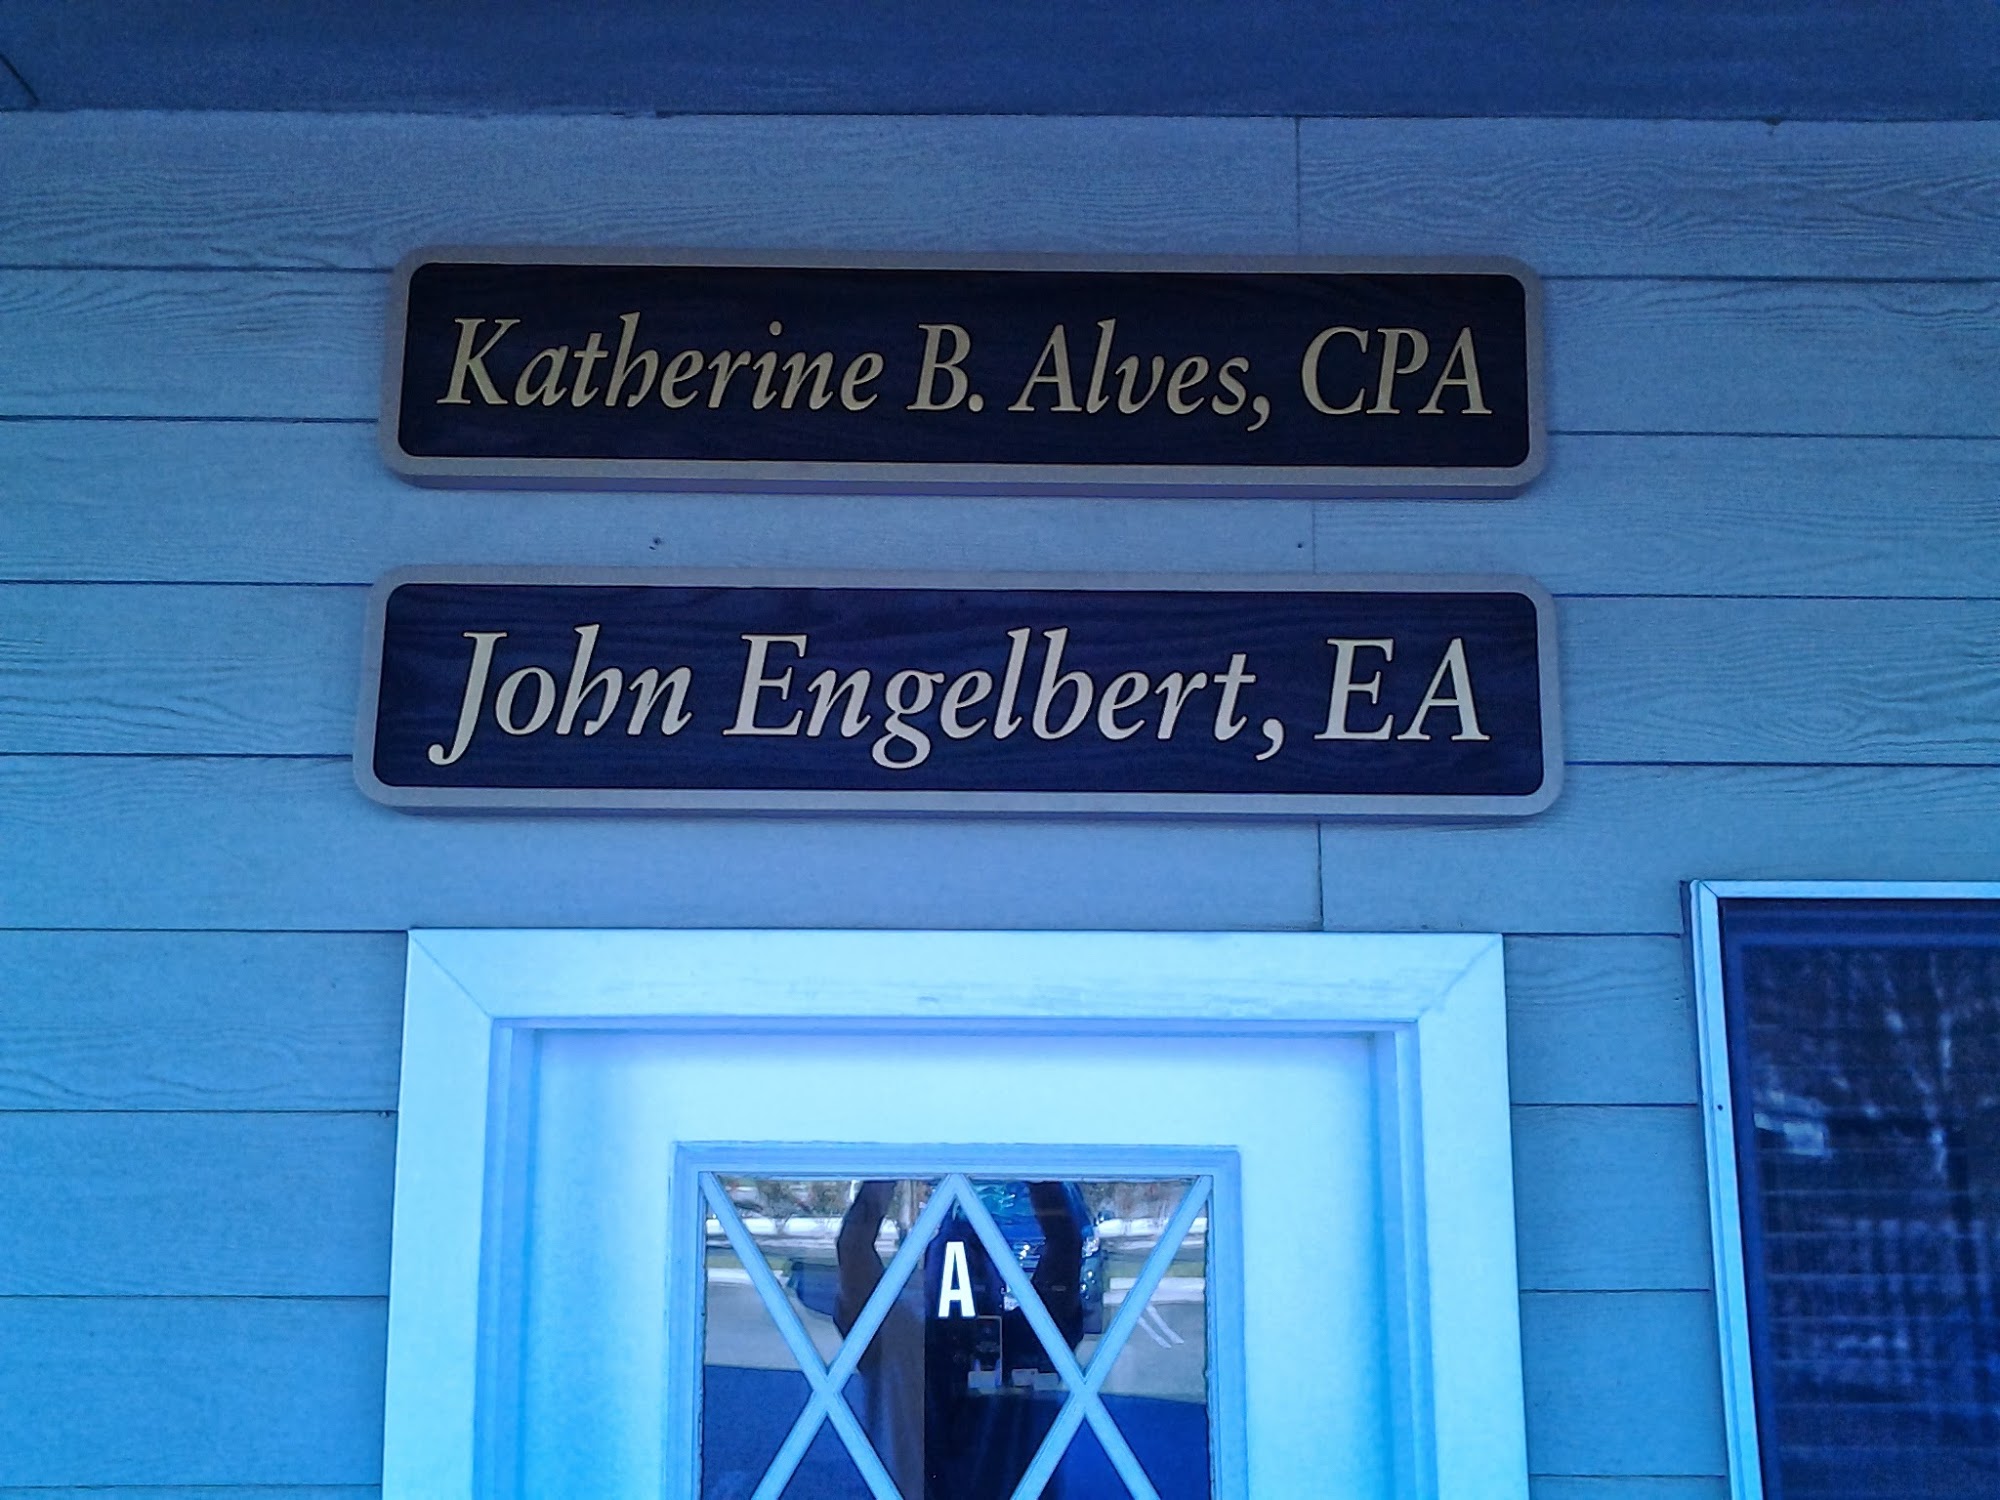 Katherine B. Alves, CPA
John Engelbert, EA
A